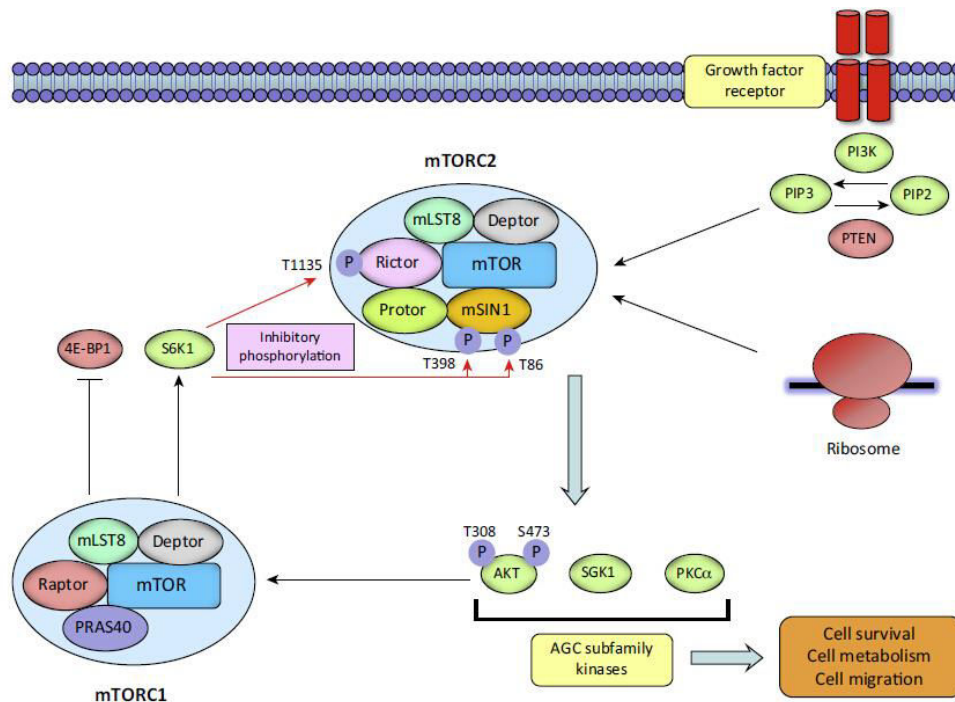 Growth factor
receptor
PI3K
PIP3
PIP2
PTEN
mTORC2
mLST8
Deptor
T1135
P
Rictor
mTOR
Protor
mSIN1
P
P
T398
T86
4E-BP1
S6K1
Inhibitory
phosphorylation
Ribosome
T308
S473
P
P
AKT
SGK1
PKCα
mLST8
Deptor
Raptor
mTOR
PRAS40
mTORC1
AGC subfamily
kinases
Cell survival
Cell metabolism
Cell migration